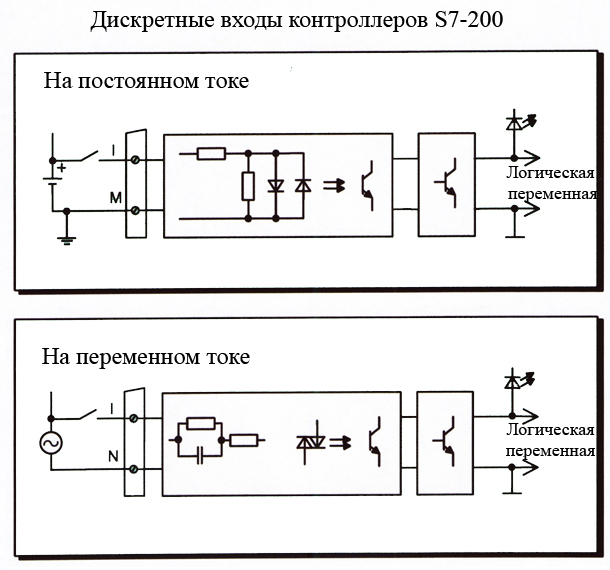 Дискретные входы контроллеров S7-200
На постоянном токе
I
+
M
Логическая
переменная
На переменном токе
I
N
Логическая
переменная